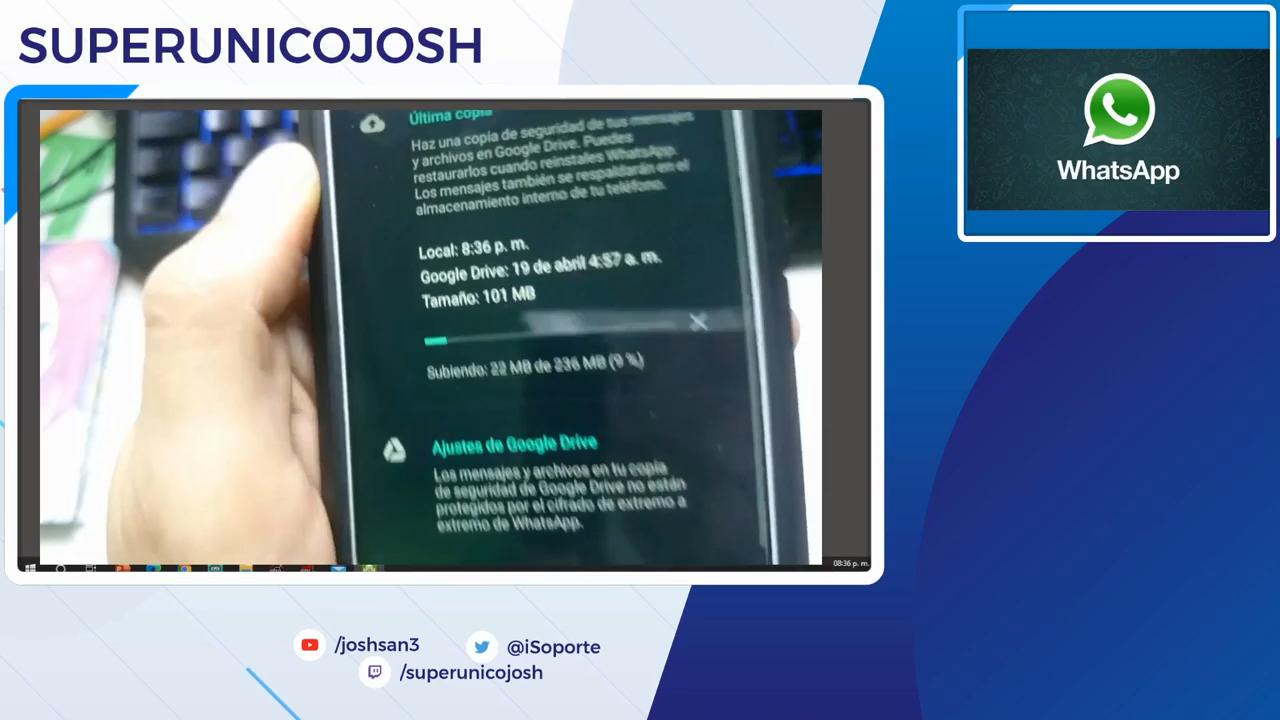 SUPERUNICOJOSH
WhatsApp
Última copia
Haz una copia de seguridad de tus mensajes
y archivos en Google Drive. Puedes
restaurarlos cuando reinstales WhatsApp.
Los mensajes también se respaldarán en el
almacenamiento interno de tu teléfono.
Local: 8:36 p. m.
Google Drive: 19 de abril 4:57 a. m.
Tamaño: 101 MB
Subiendo: 22 MB de 236 MB (9 %)
Ajustes de Google Drive
Los mensajes y archivos en tu copia
de seguridad de Google Drive no están
protegidos por el cifrado de extremo a
extremo de WhatsApp.
08:36 p. m.
/joshsan3
@iSoporte
/superunicojosh